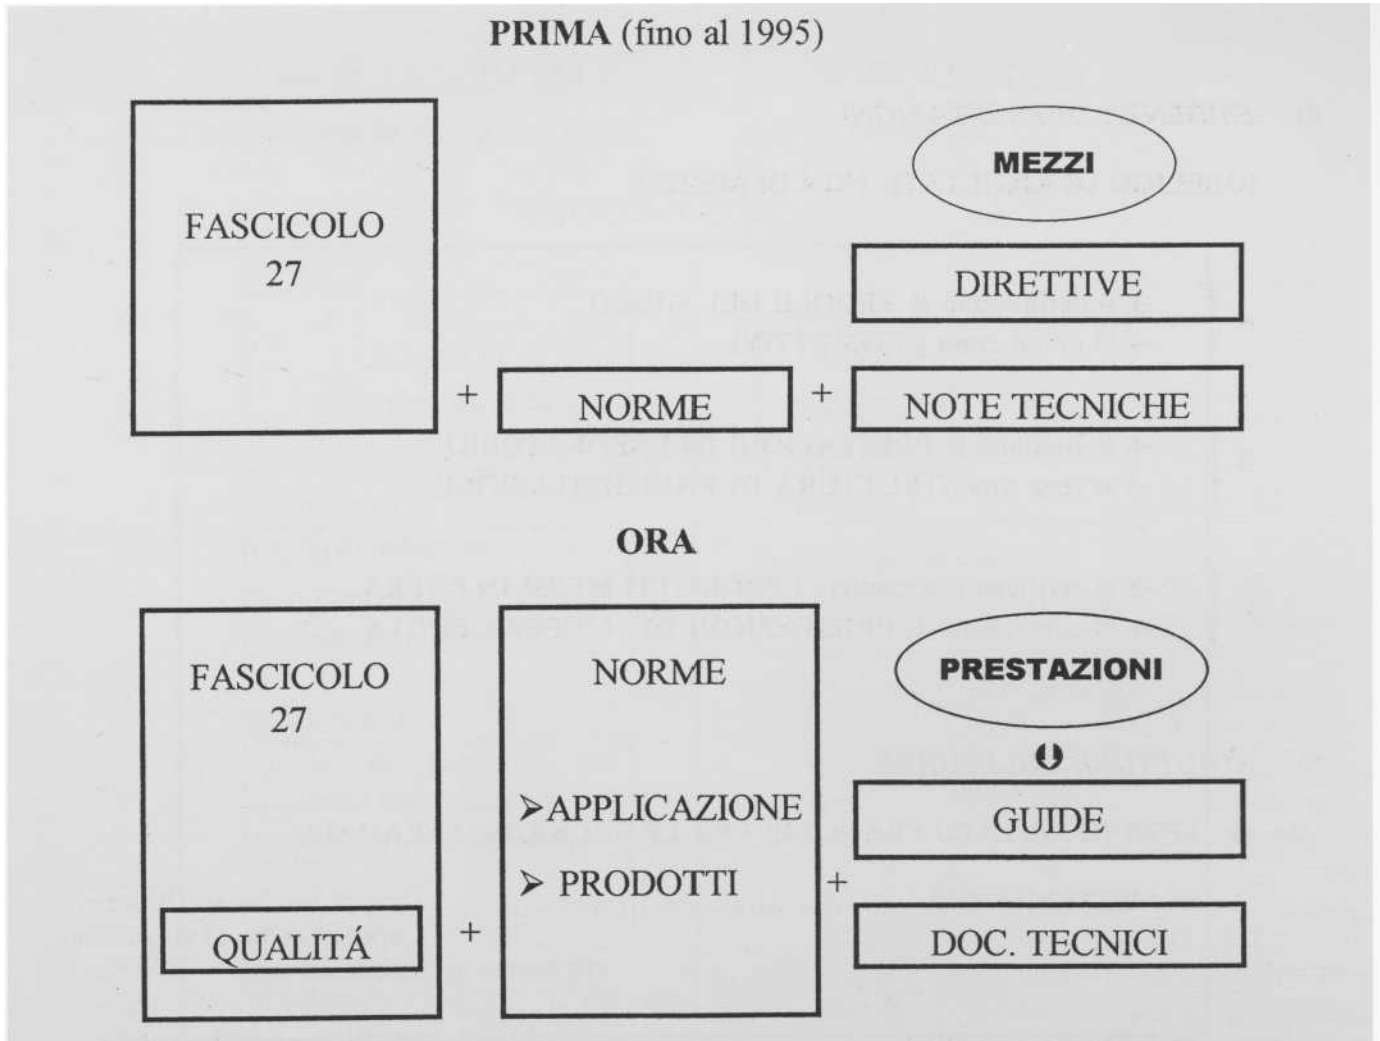 PRIMA (fino al 1995)
FASCICOLO
27
+
NORME
+
MEZZI
DIRETTIVE
NOTE TECNICHE
ORA
FASCICOLO
27
QUALITÁ
+
NORME
➢APPLICAZIONE
➢ PRODOTTI
+
PRESTAZIONI
GUIDE
DOC. TECNICI